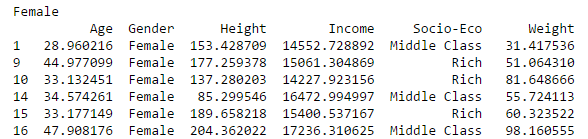 Female
Age Gender Height Income Socio-Eco Weight
1 28.960216 Female 153.428709 14552.728892 Middle Class 31.417536
9 44.977099 Female 177.259378 15061.304869 Rich 51.064310
10 33.132451 Female 137.280203 14227.923156 Rich 81.648666
14 34.574261 Female 85.299546 16472.994997 Middle Class 55.724113
15 33.177149 Female 189.658218 15400.537167 Rich 60.323522
16 47.908176 Female 204.362022 17236.310625 Middle Class 98.160555